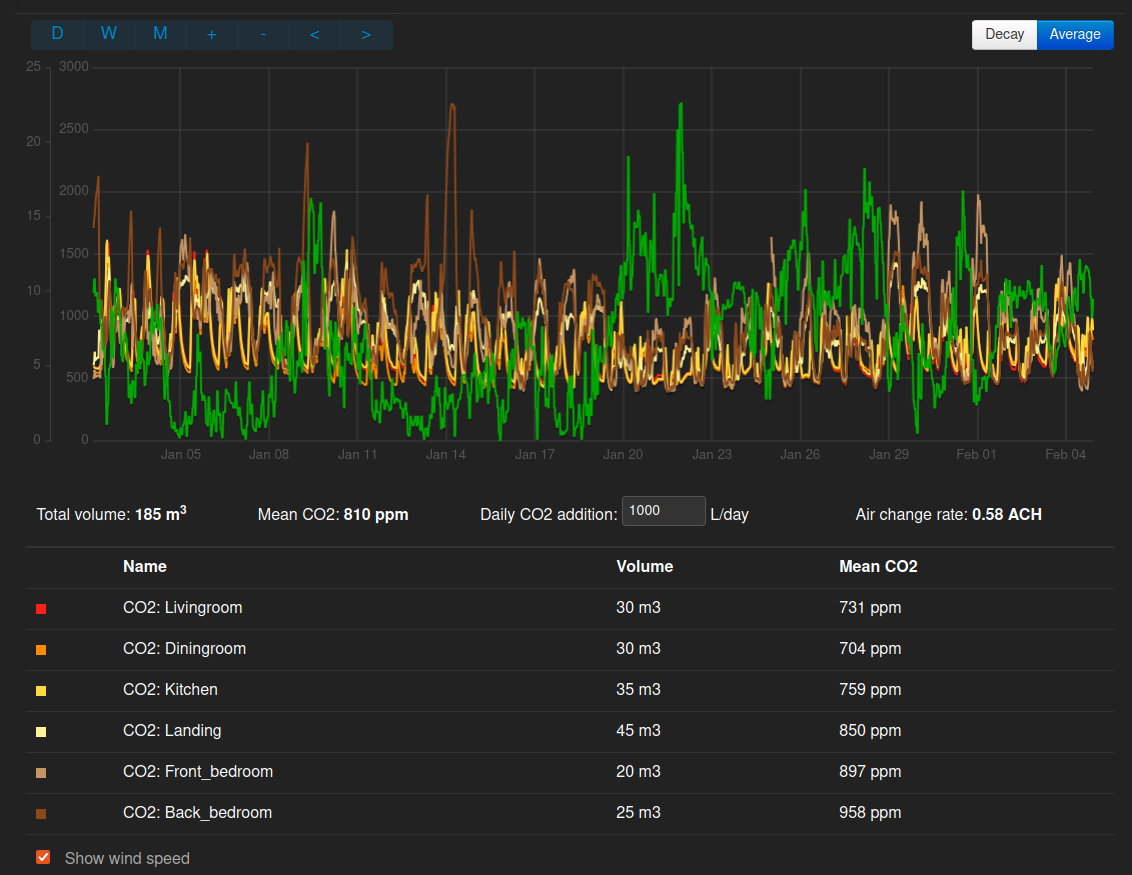 D W M + - < >
Decay Average
25 3000
2500
20
2000
15
1500
10
1000
5
500
0 0
Jan 05 Jan 08 Jan 11 Jan 14 Jan 17 Jan 20 Jan 23 Jan 26 Jan 29 Feb 01 Feb 04
Total volume: 185 m³ Mean CO2: 810 ppm Daily CO2 addition: 1000 L/day Air change rate: 0.58 ACH
Name Volume Mean CO2
CO2: Livingroom 30 m3 731 ppm
CO2: Diningroom 30 m3 704 ppm
CO2: Kitchen 35 m3 759 ppm
CO2: Landing 45 m3 850 ppm
CO2: Front_bedroom 20 m3 897 ppm
CO2: Back_bedroom 25 m3 958 ppm
Show wind speed